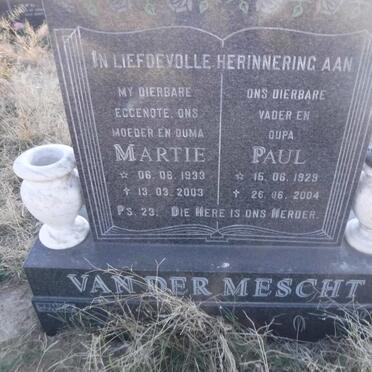 IN LIEFDEVOLLE HERINNERING AAN
MY DIERBARE
EGGENOTE, ONS
MOEDER EN OUMA
MARTIE
☆ 06.08.1933
✝ 13.03.2003
ONS DIERBARE
VADER EN
OUPA
PAUL
☆ 15.06.1929
✝ 26.06.2004
PS. 23. DIE HERE IS ONS HERDER.
VAN DER MESCHT